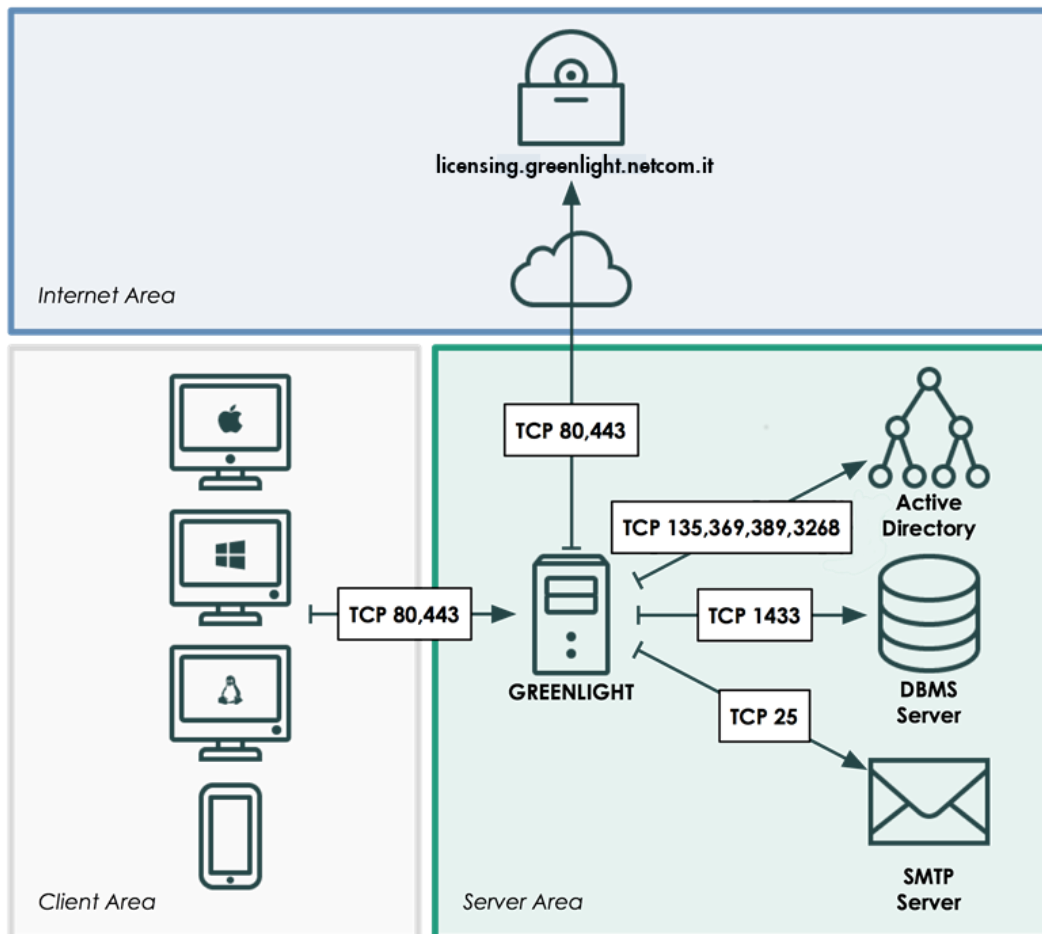 licensing.greenlight.netcom.it
Internet Area
TCP 80,443
TCP 135,369,389,3268
Active
Directory
TCP 80,443
TCP 1433
GREENLIGHT
DBMS
Server
TCP 25
SMTP
Server
Client Area
Server Area